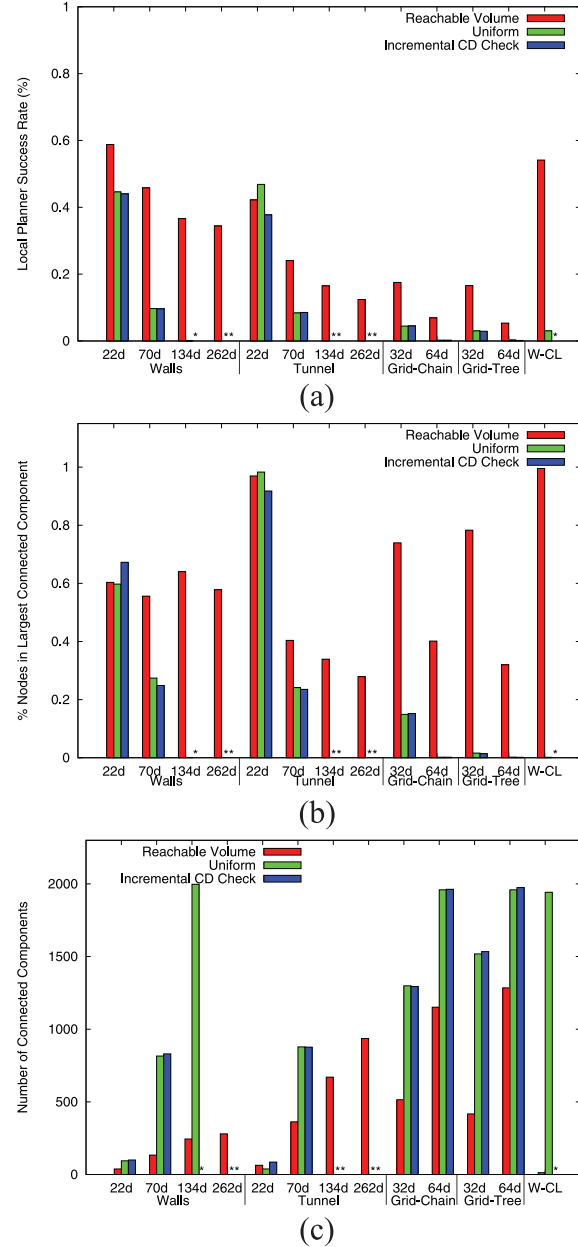 1
Reachable Volume
Uniform
Incremental CD Check
0.8
0.6
0.4
0.2
0
Local Planner Success Rate (%)
* ** ** ** *
22d 70d 134d 262d 22d 70d 134d 262d 32d 64d 32d 64d W-CL
Walls Tunnel Grid-Chain Grid-Tree
(a)
Reachable Volume
Uniform
Incremental CD Check
1
0.8
0.6
0.4
0.2
0
% Nodes in Largest Connected Component
* ** ** ** *
22d 70d 134d 262d 22d 70d 134d 262d 32d 64d 32d 64d W-CL
Walls Tunnel Grid-Chain Grid-Tree
(b)
Reachable Volume
Uniform
Incremental CD Check
2000
1500
1000
500
0
Number of Connected Components
* ** ** ** *
22d 70d 134d 262d 22d 70d 134d 262d 32d 64d 32d 64d W-CL
Walls Tunnel Grid-Chain Grid-Tree
(c)